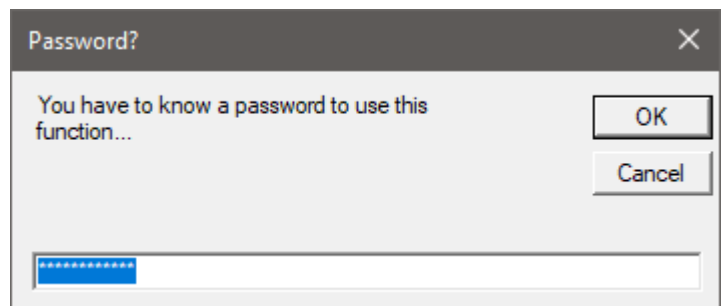 Password?
You have to know a password to use this
function...
OK
Cancel
************